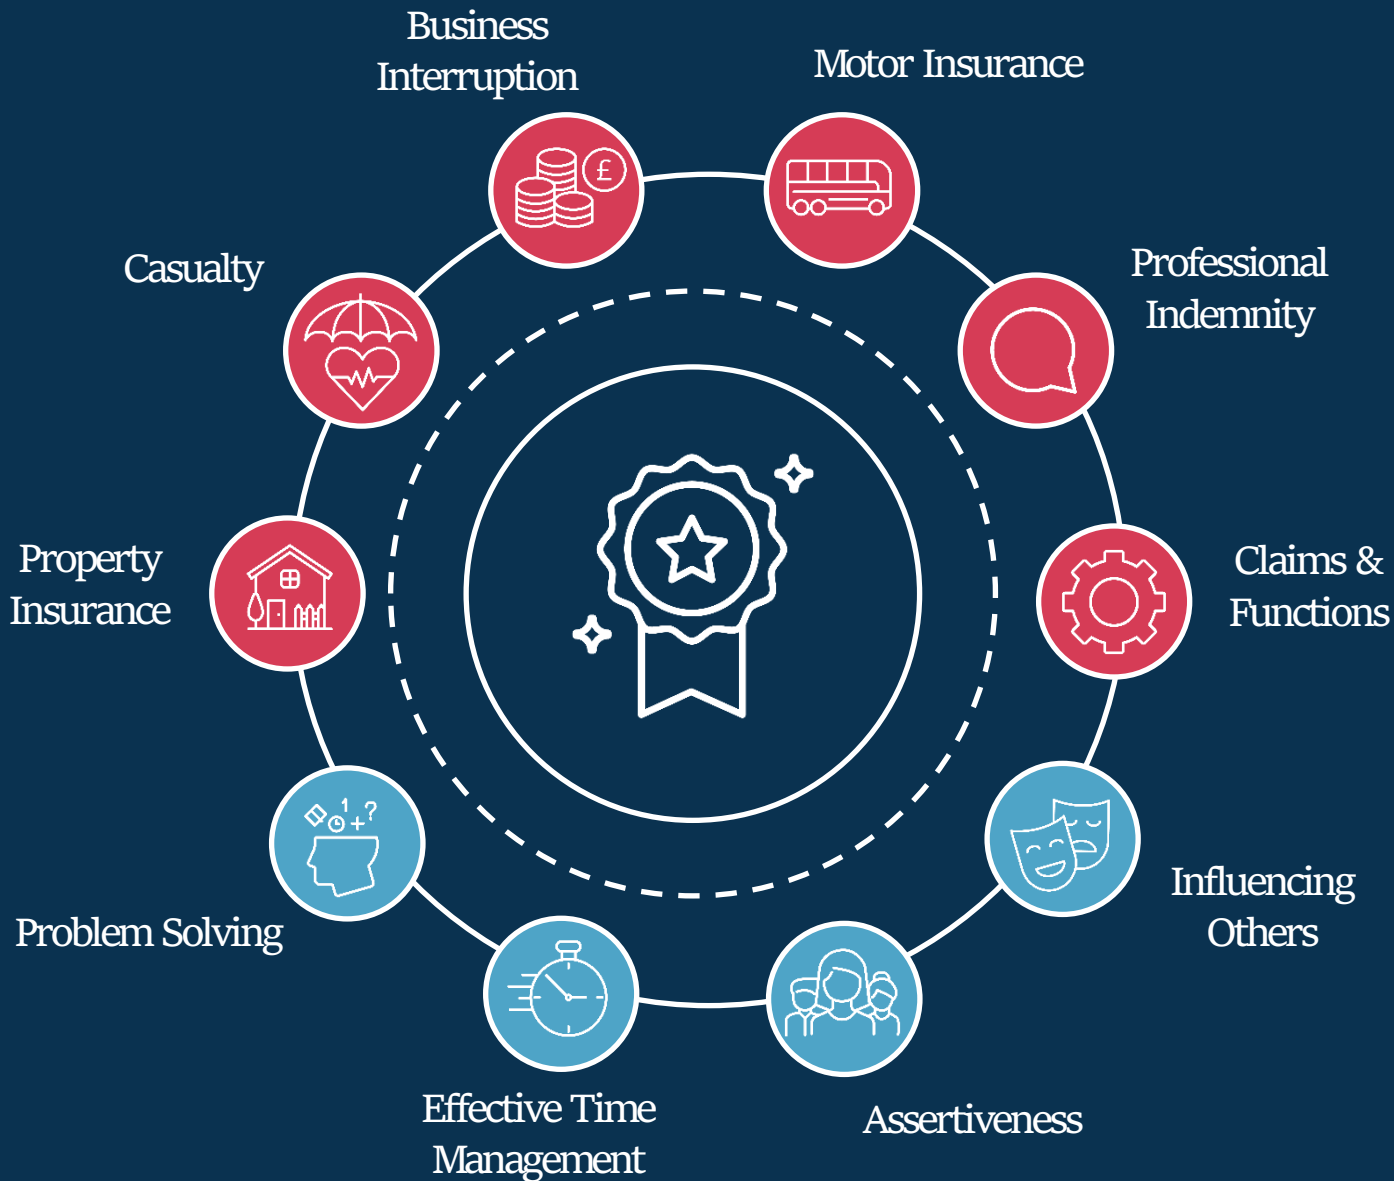 Business
Interruption
Motor Insurance
£
Casualty
Professional
Indemnity
Property
Insurance
Claims &
Functions
1
+?
Problem Solving
Influencing
Others
Effective Time
Management
Assertiveness